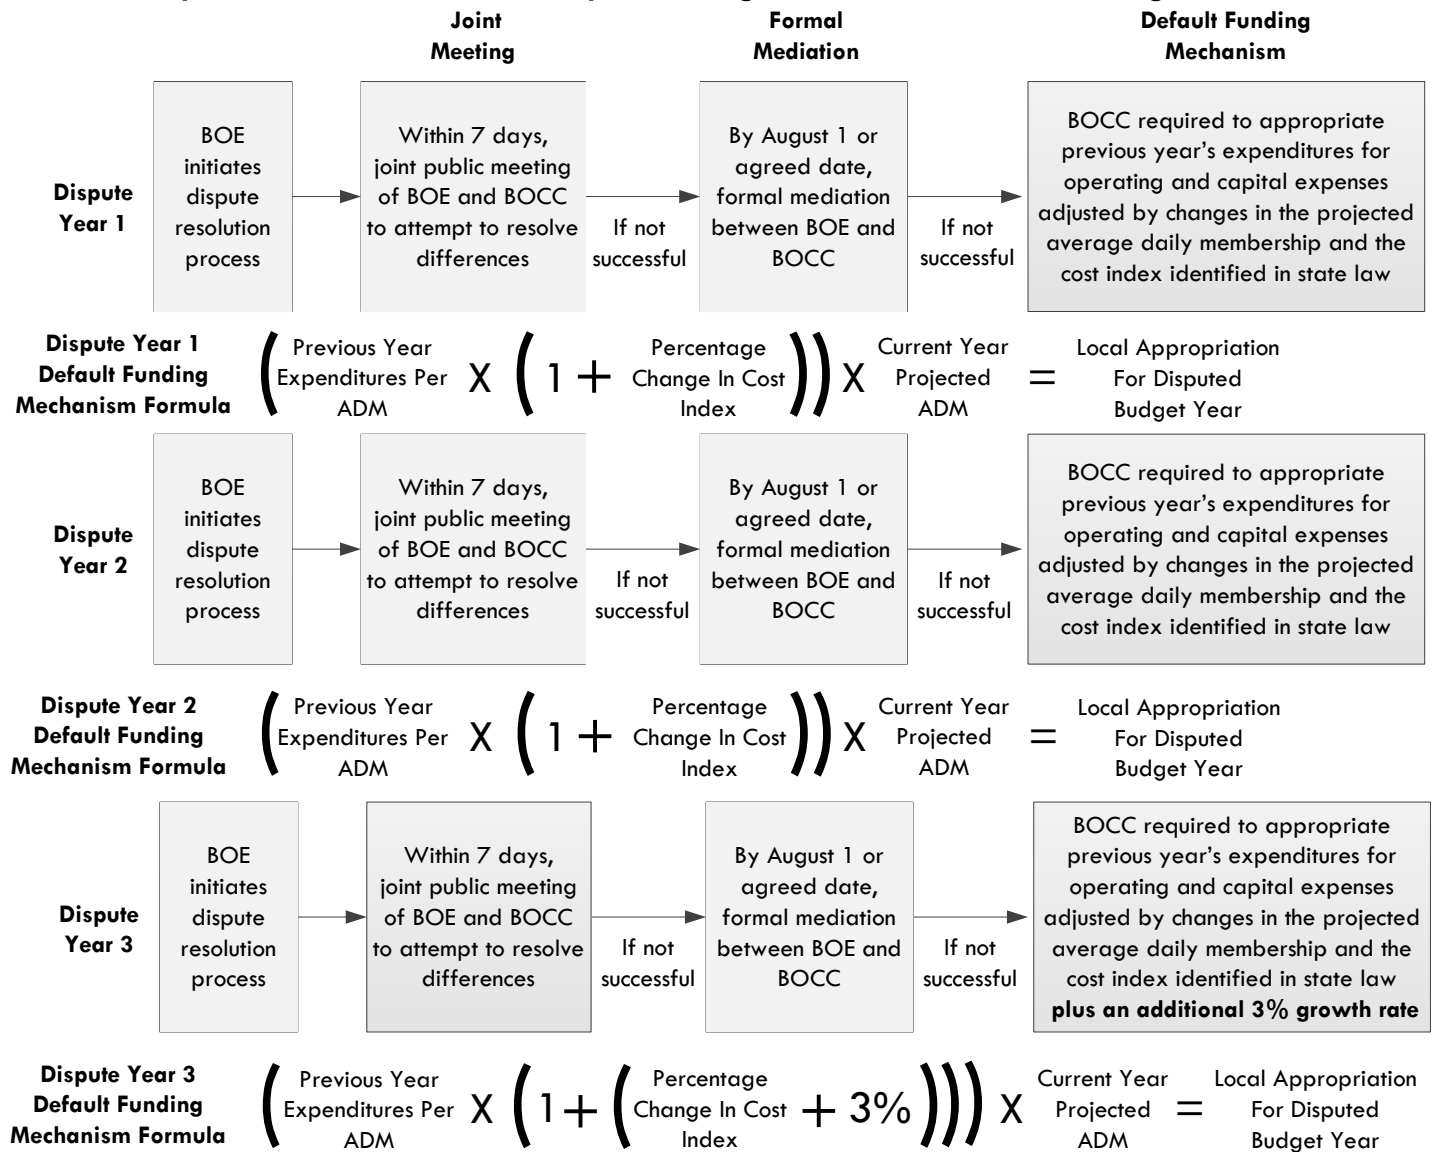 Joint
Meeting
Formal
Mediation
Default Funding
Mechanism
Dispute
Year 1
BOE
initiates
dispute
resolution
process
Within 7 days,
joint public meeting
of BOE and BOCC
to attempt to resolve
differences
If not
successful
By August 1 or
agreed date,
formal mediation
between BOE and
BOCC
If not
successful
BOCC required to appropriate
previous year's expenditures for
operating and capital expenses
adjusted by changes in the projected
average daily membership and the
cost index identified in state law
Dispute Year 1
Default Funding
Mechanism Formula
(
Previous Year
Expenditures Per
ADM
X
(
1 +
Percentage
Change In Cost
Index
))
X
Current Year
Projected
ADM
=
Local Appropriation
For Disputed
Budget Year
Dispute
Year 2
BOE
initiates
dispute
resolution
process
Within 7 days,
joint public meeting
of BOE and BOCC
to attempt to resolve
differences
If not
successful
By August 1 or
agreed date,
formal mediation
between BOE and
BOCC
If not
successful
BOCC required to appropriate
previous year's expenditures for
operating and capital expenses
adjusted by changes in the projected
average daily membership and the
cost index identified in state law
Dispute Year 2
Default Funding
Mechanism Formula
(
Previous Year
Expenditures Per
ADM
X
(
1 +
Percentage
Change In Cost
Index
))
X
Current Year
Projected
ADM
=
Local Appropriation
For Disputed
Budget Year
Dispute
Year 3
BOE
initiates
dispute
resolution
process
Within 7 days,
joint public meeting
of BOE and BOCC
to attempt to resolve
differences
If not
successful
By August 1 or
agreed date,
formal mediation
between BOE and
BOCC
If not
successful
BOCC required to appropriate
previous year's expenditures for
operating and capital expenses
adjusted by changes in the projected
average daily membership and the
cost index identified in state law
plus an additional 3% growth rate
Dispute Year 3
Default Funding
Mechanism Formula
(
Previous Year
Expenditures Per
ADM
X
(
1 +
(
Percentage
Change In Cost
Index
+ 3%
)))
X
Current Year
Projected
ADM
=
Local Appropriation
For Disputed
Budget Year